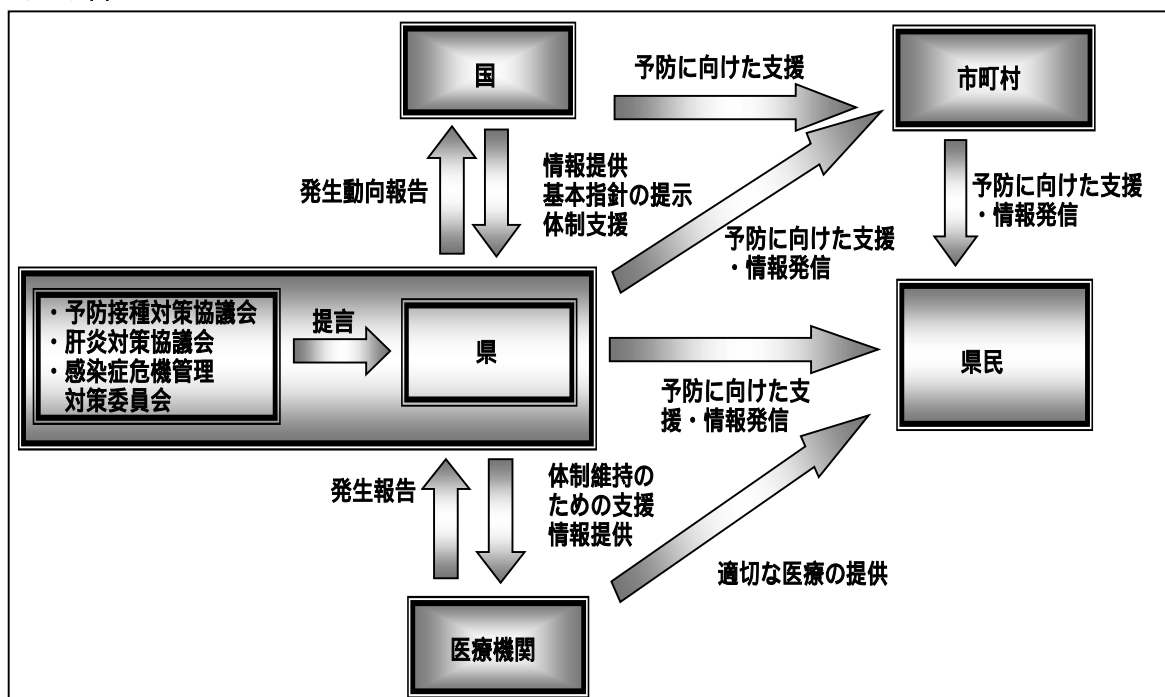 国
予防に向けた支援
市町村
発生動向報告
情報提供
基本指針の提示
体制支援
予防に向けた支援
・情報発信
予防に向けた支援
・情報発信
・予防接種対策協議会
・肝炎対策協議会
・感染症危機管理
対策委員会
提言
県
県民
予防に向けた支
援・情報発信
発生報告
体制維持の
ための支援
情報提供
適切な医療の提供
医療機関